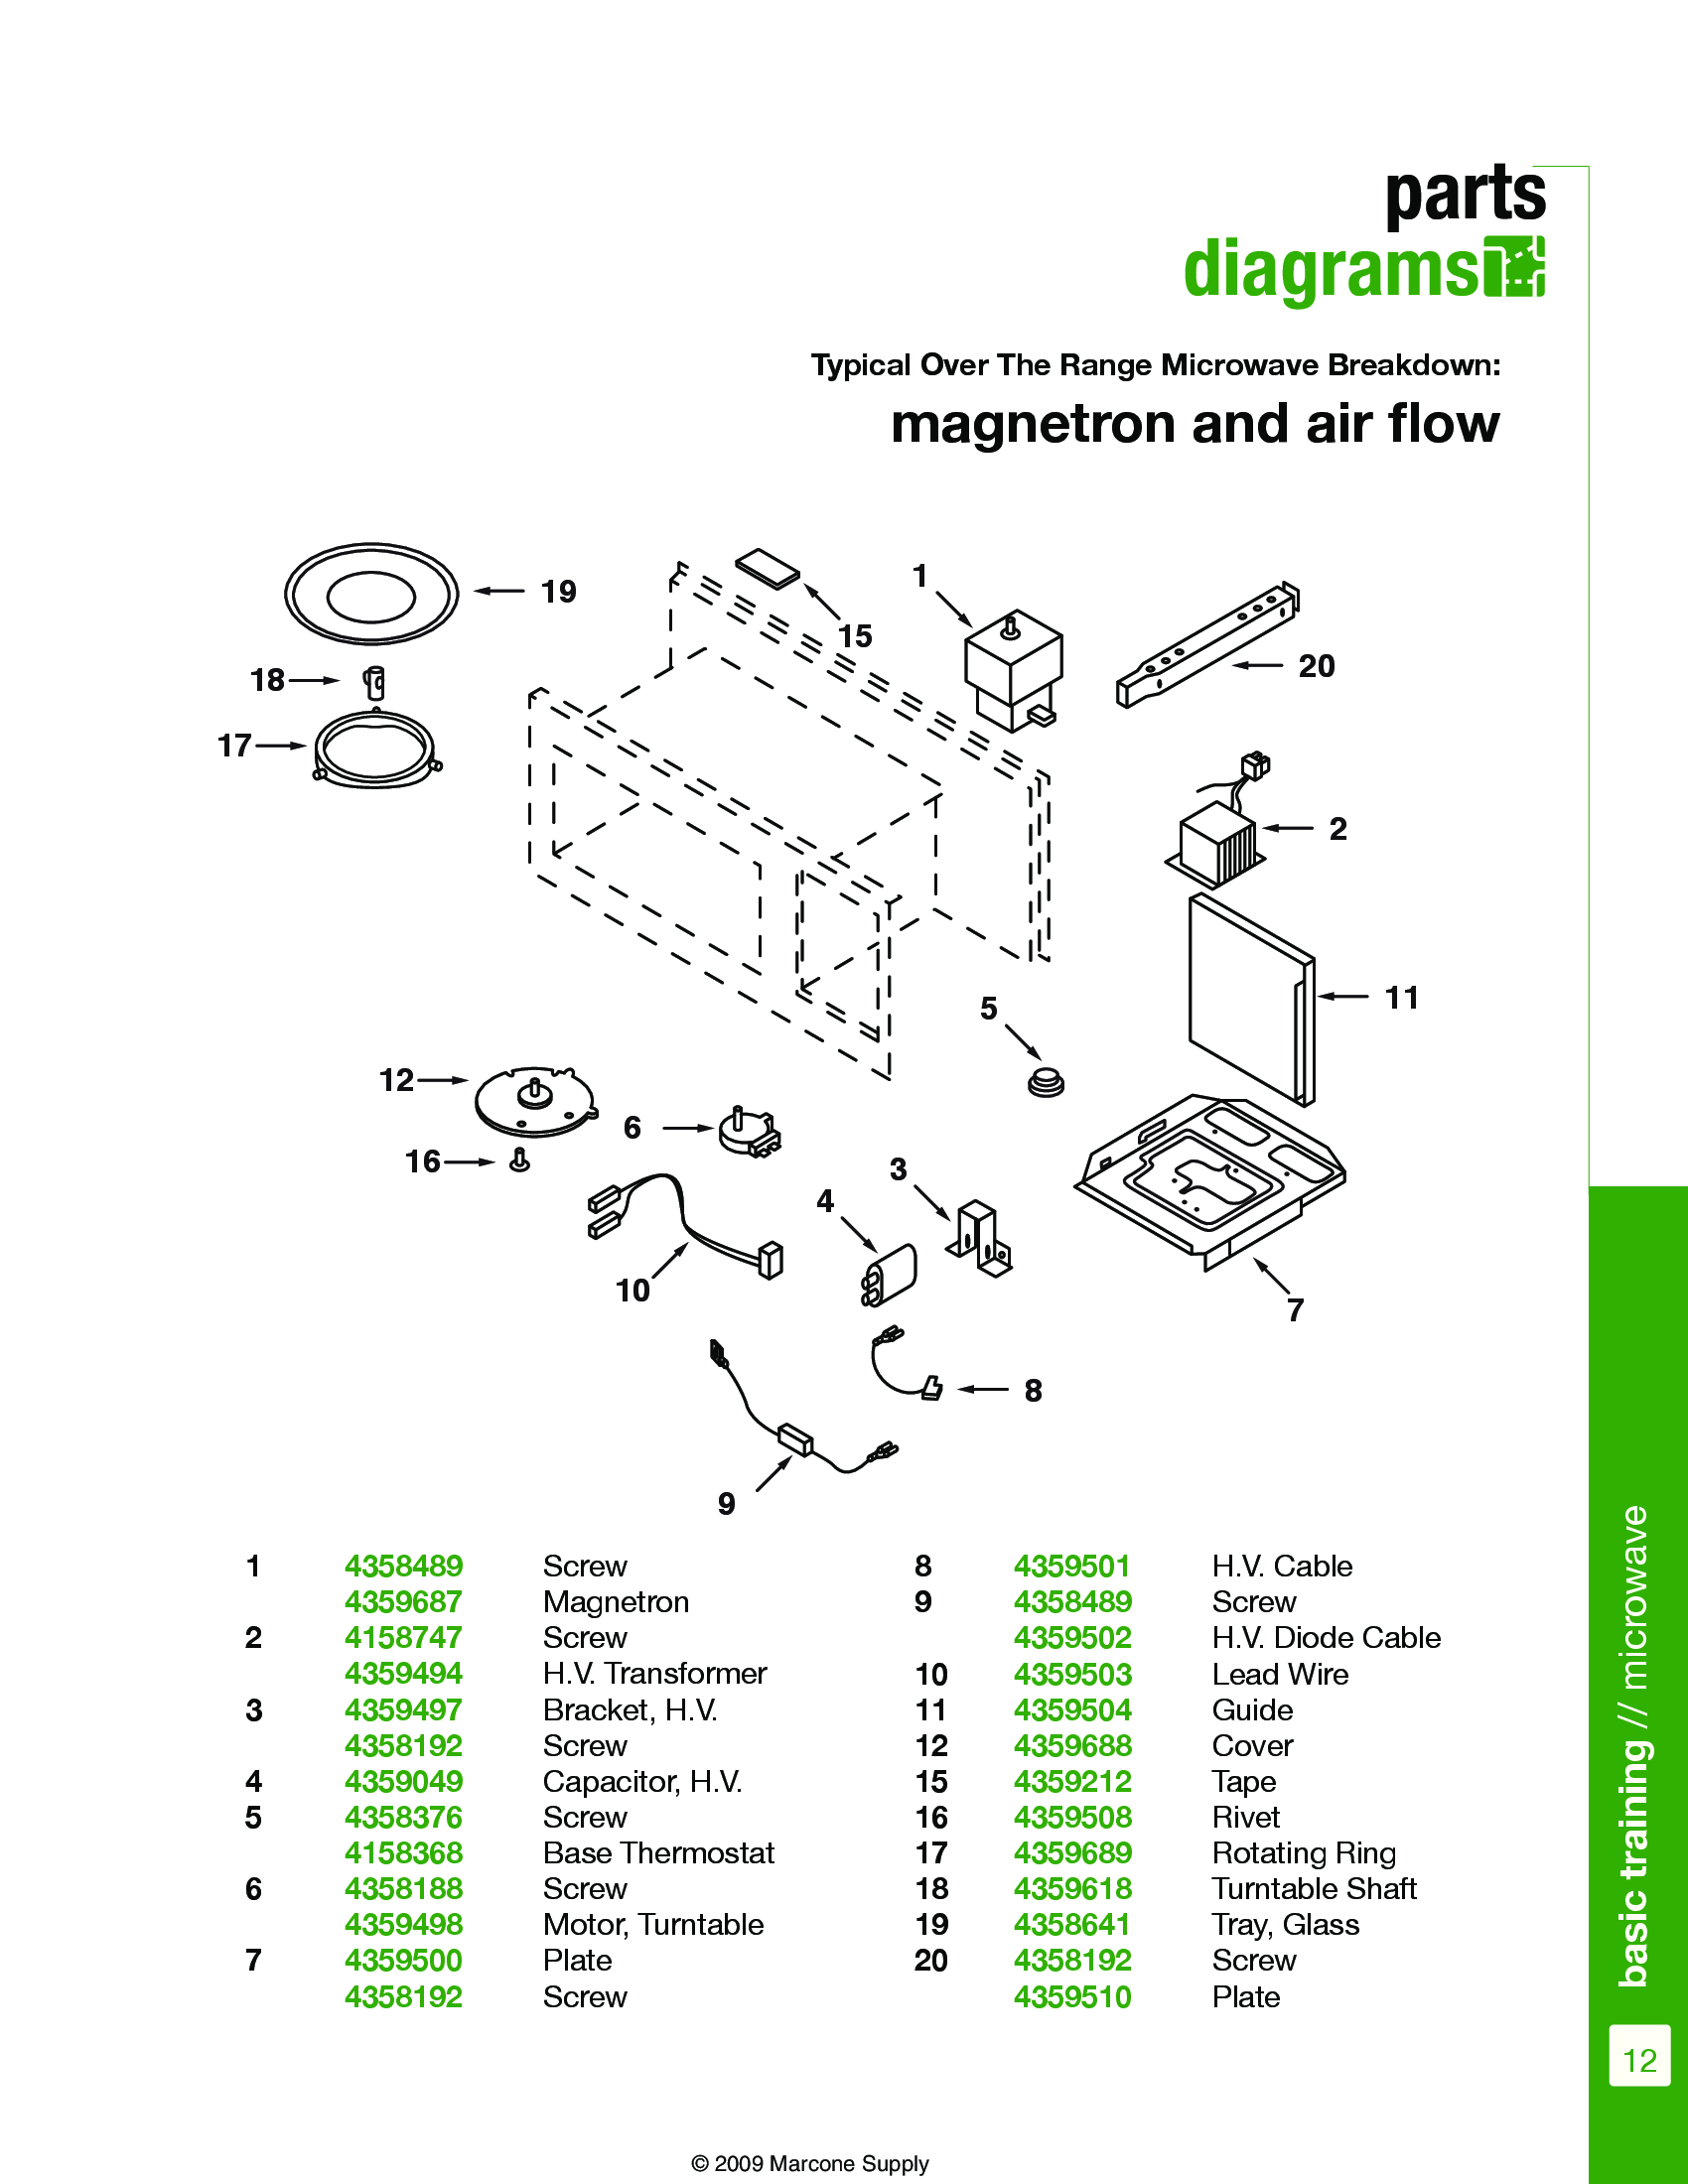 parts
diagrams
Typical Over The Range Microwave Breakdown:
magnetron and air flow
19
15
1
20
18
17
2
11
5
12
6
16
3
4
10
7
8
9
1 4358489 Screw
4359687 Magnetron
2 4158747 Screw
4359494 H.V. Transformer
3 4359497 Bracket, H.V.
4358192 Screw
4 4359049 Capacitor, H.V.
5 4358376 Screw
4158368 Base Thermostat
6 4358188 Screw
4359498 Motor, Turntable
7 4359500 Plate
4358192 Screw
8 4359501 H.V. Cable
9 4358489 Screw
4359502 H.V. Diode Cable
10 4359503 Lead Wire
11 4359504 Guide
12 4359688 Cover
15 4359212 Tape
16 4359508 Rivet
17 4359689 Rotating Ring
18 4359618 Turntable Shaft
19 4358641 Tray, Glass
20 4358192 Screw
4359510 Plate
basic training // microwave
12
© 2009 Marcone Supply